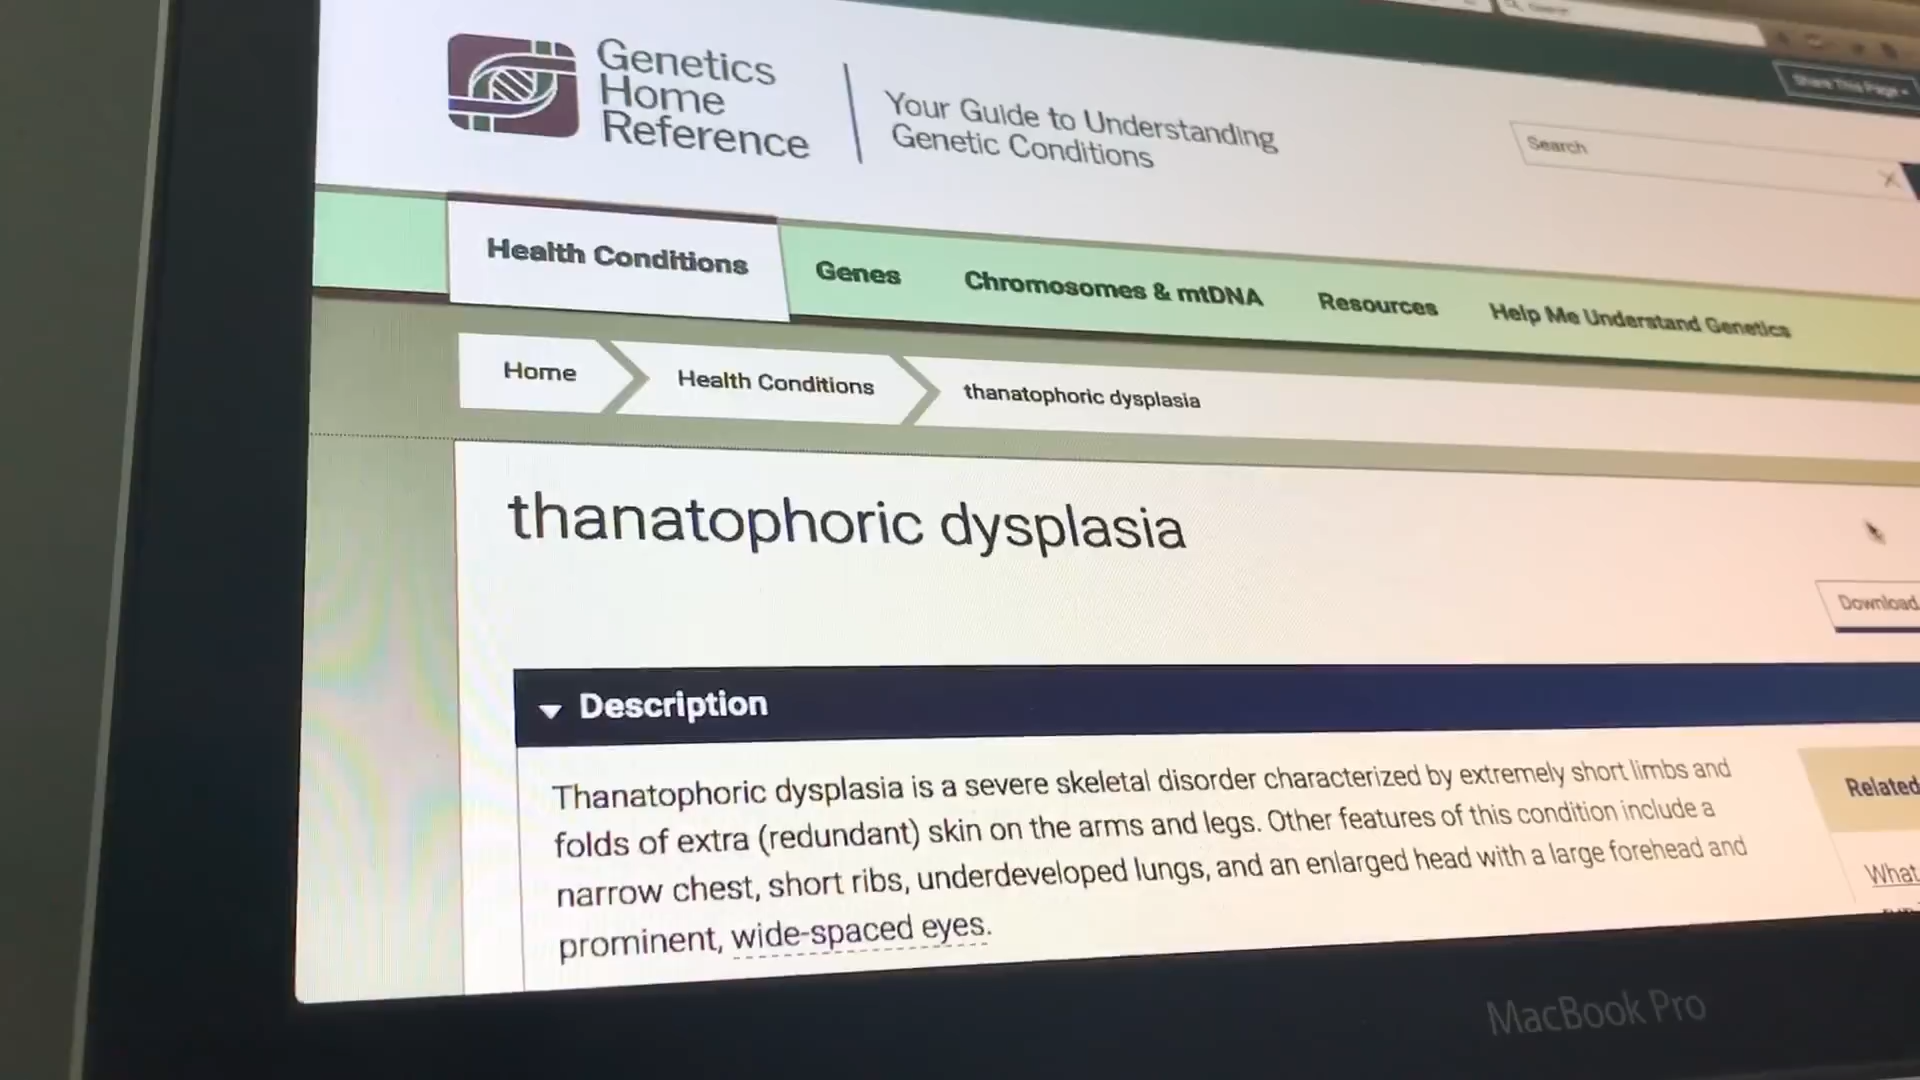 Search
Share This Page
Genetics
Home
Reference
Your Guide to Understanding
Genetic Conditions
Search
Health Conditions
Genes
Chromosomes & mtDNA
Resources
Help Me Understand Genetics
Home
Health Conditions
thanatophoric dysplasia
thanatophoric dysplasia
Download
Description
Thanatophoric dysplasia is a severe skeletal disorder characterized by extremely short limbs and
folds of extra (redundant) skin on the arms and legs. Other features of this condition include a
narrow chest, short ribs, underdeveloped lungs, and an enlarged head with a large forehead and
prominent, wide-spaced eyes.
Related
What
MacBook Pro